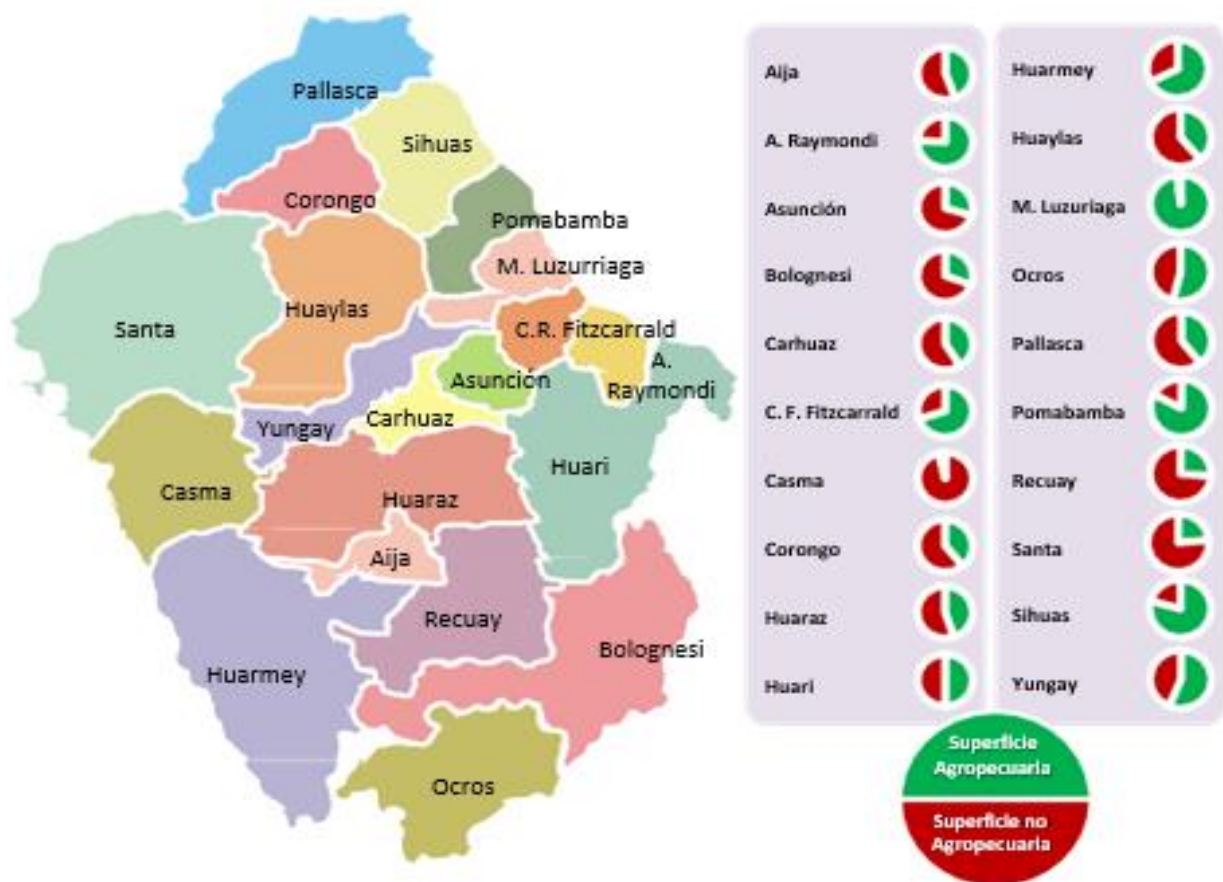 Pallasca
Sihuas
Corongo
Pomabamba
M. Luzurriaga
Huaylas
Santa
C.R. Fitzcarrald
A.
Raymondi
Asunción
Carhuaz
Yungay
Huari
Casma
Huaraz
Aija
Recuay
Bolognesi
Huarmey
Ocros
Aija
A. Raymondi
Asunción
Bolognesi
Carhuaz
C. F. Fitzcarrald
Casma
Corongo
Huaraz
Huari
Huarmey
Huaylas
M. Luzuriaga
Ocros
Pallasca
Pomabamba
Recuay
Santa
Sihuas
Yungay
Superficie
Agropecuaria
Superficie no
Agropecuaria